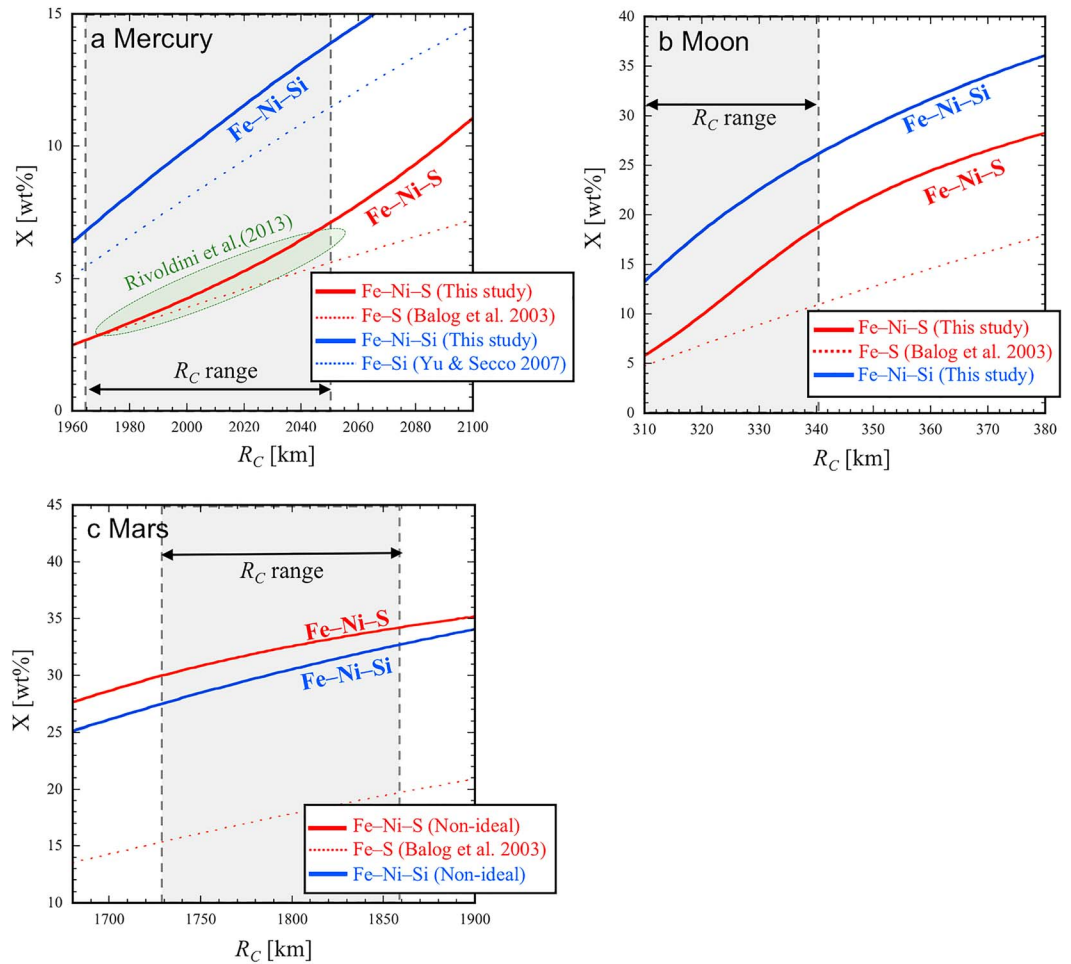 a Mercury
X [wt%]
15
10
5
0
Fe–Ni–Si
Fe–Ni–S
Rivoldini et al.(2013)
Fe–Ni–S (This study)
Fe–S (Balog et al. 2003)
Fe–Ni–Si (This study)
Fe–Si (Yu & Secco 2007)
RC range
1960 1980 2000 2020 2040 2060 2080 2100
RC [km]
b Moon
X [wt%]
40
35
30
25
20
15
10
5
0
RC range
Fe–Ni–Si
Fe–Ni–S
Fe–Ni–S (This study)
Fe–S (Balog et al. 2003)
Fe–Ni–Si (This study)
310 320 330 340 350 360 370 380
RC [km]
c Mars
X [wt%]
45
40
35
30
25
20
15
10
RC range
Fe–Ni–S
Fe–Ni–Si
Fe–Ni–S (Non-ideal)
Fe–S (Balog et al. 2003)
Fe–Ni–Si (Non-ideal)
1700 1750 1800 1850 1900
RC [km]